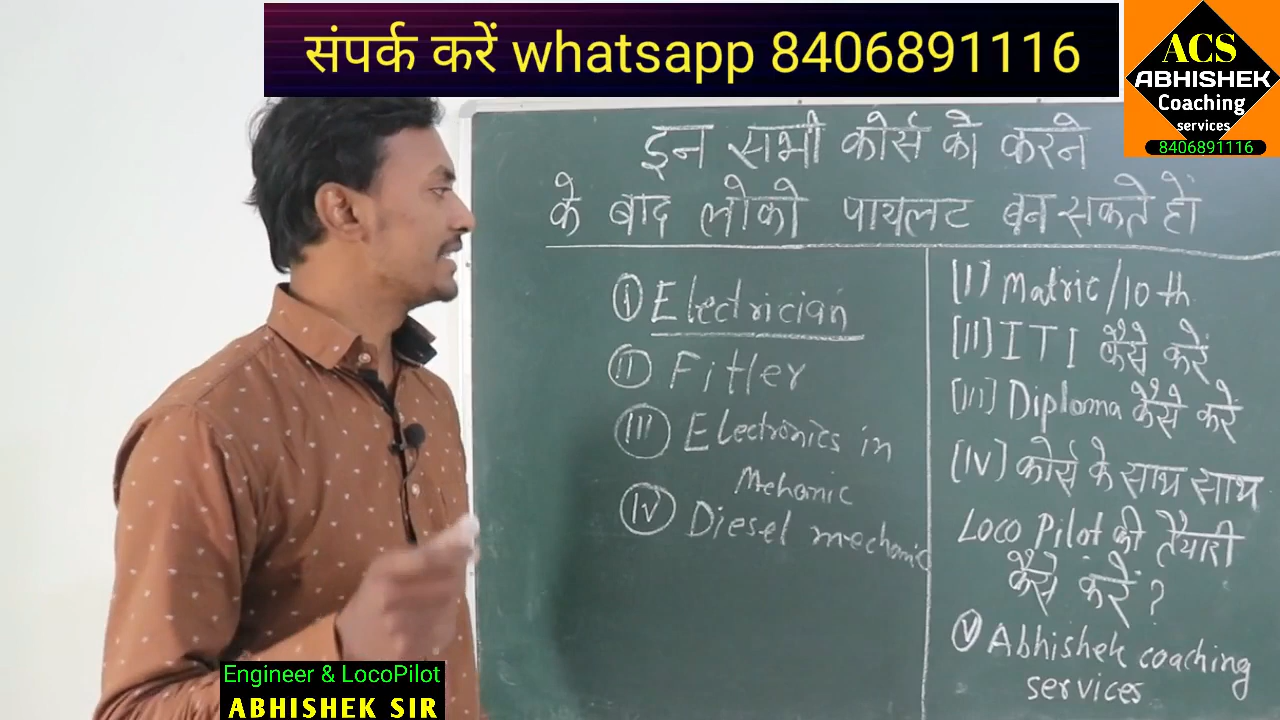 संपर्क करें whatsapp 8406891116
ACS
ABHISHEK
Coaching
services
8406891116
इन सभी कोर्स को करने
के बाद लोको पायलट बन सकते हों
(I) Electrician
(II) Fitter
(III) Electronics in
Mehanic
(IV) Diesel mechanic
[I] Matric/10th
[II] ITI कैसे करें
[III] Diploma कैसे करें
[IV] कोर्स के साथ साथ
Loco Pilot की तैयारी
कैसे करें ?
(V) Abhishek coaching
services
Engineer & LocoPilot
ABHISHEK SIR